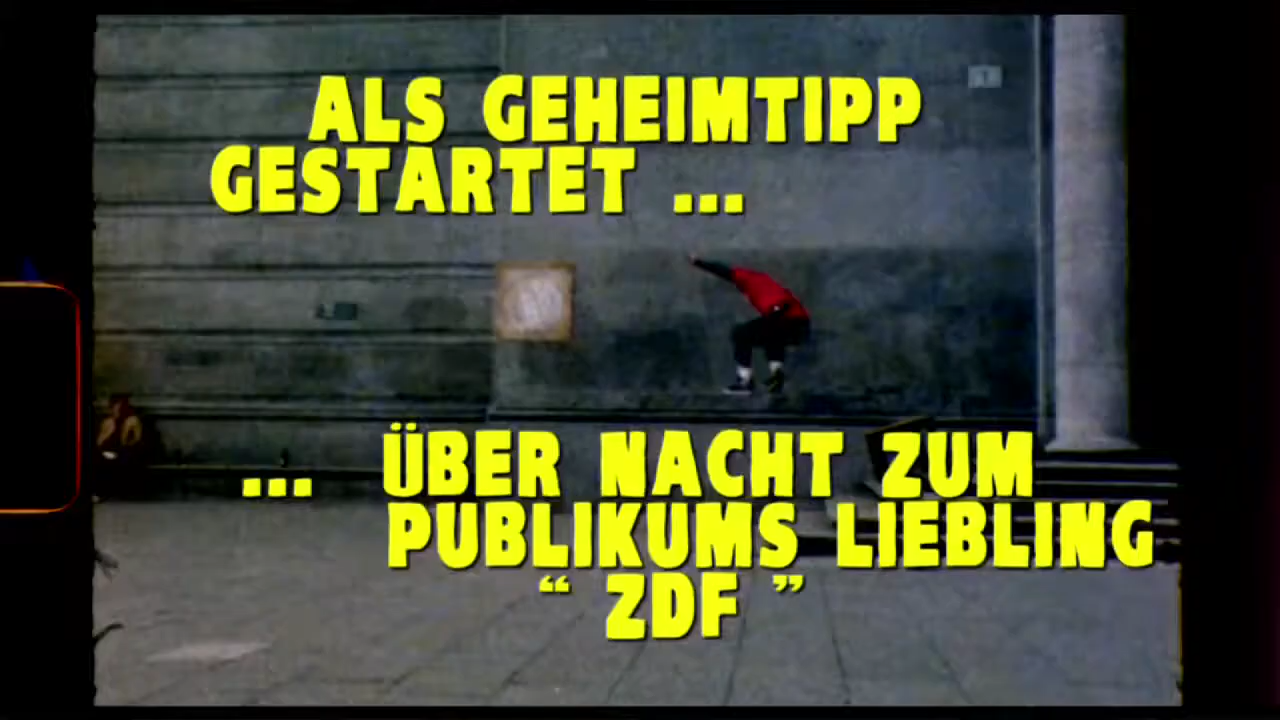 ALS GEHEIMTIPP
GESTARTET ...
... ÜBER NACHT ZUM
PUBLIKUMS LIEBLING
“ ZDF ”